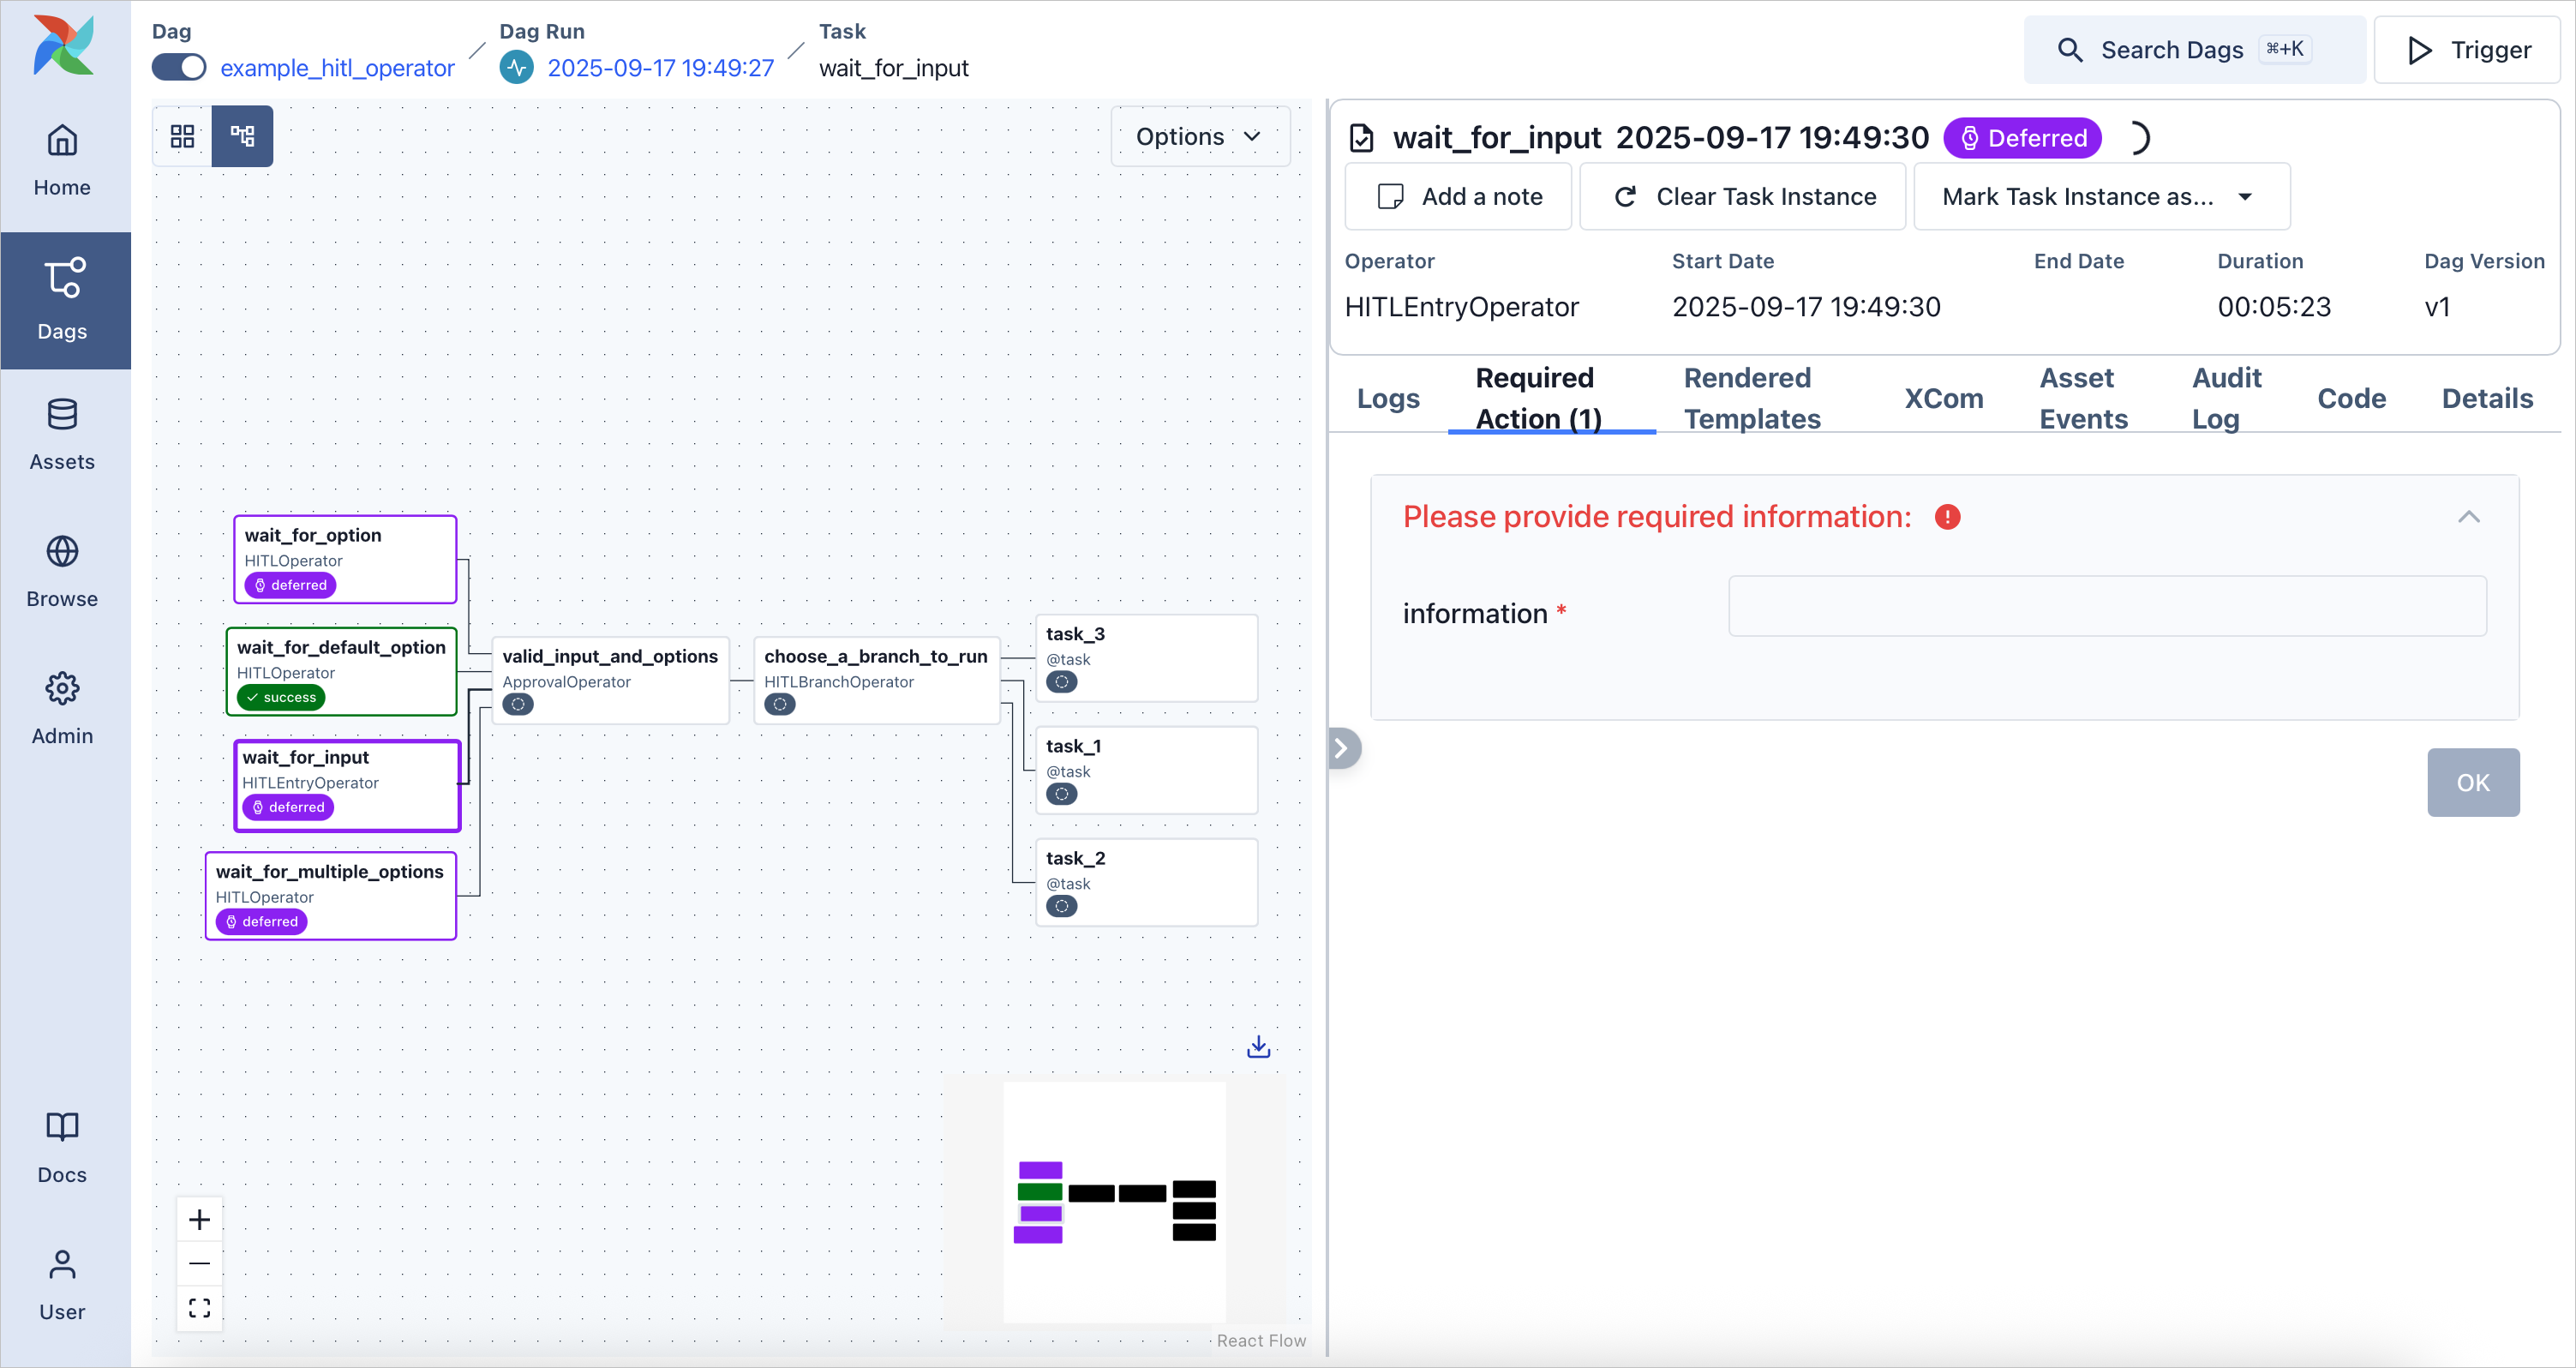 Dag
example_hitl_operator
Dag Run
2025-09-17 19:49:27
Task
wait_for_input
Search Dags ⌘+K
Trigger
Home
Dags
Assets
Browse
Admin
Docs
User
Options
wait_for_option
HITLOperator
deferred
wait_for_default_option
HITLOperator
success
wait_for_input
HITLEntryOperator
deferred
wait_for_multiple_options
HITLOperator
deferred
valid_input_and_options
ApprovalOperator
choose_a_branch_to_run
HITLBranchOperator
task_3
@task
task_1
@task
task_2
@task
React Flow
wait_for_input 2025-09-17 19:49:30 Deferred
Add a note
Clear Task Instance
Mark Task Instance as...
Operator
HITLEntryOperator
Start Date
2025-09-17 19:49:30
End Date
Duration
00:05:23
Dag Version
v1
Logs
Required
Action (1)
Rendered
Templates
XCom
Asset
Events
Audit
Log
Code
Details
Please provide required information:
information *
OK